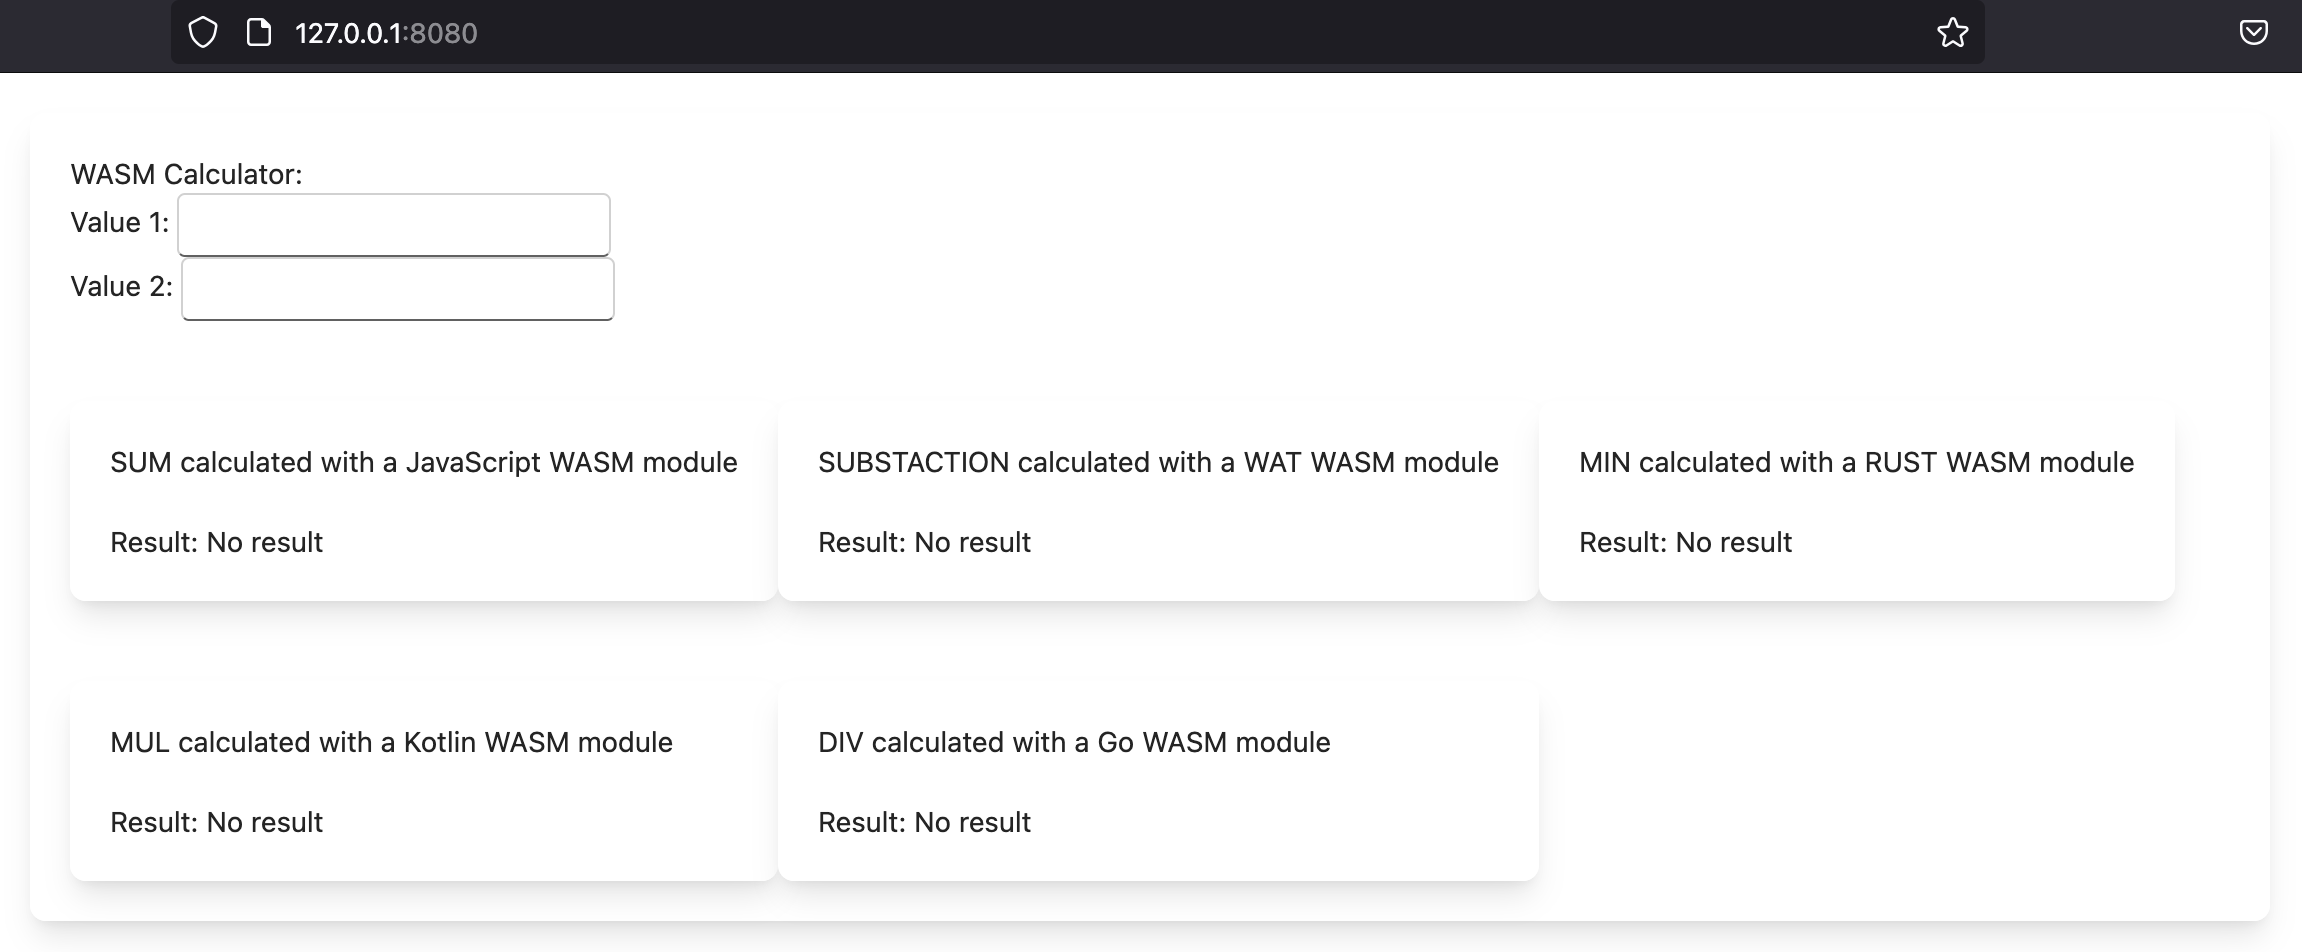 127.0.0.1:8080
WASM Calculator:
Value 1:
Value 2:
SUM calculated with a JavaScript WASM module
Result: No result
SUBSTACTION calculated with a WAT WASM module
Result: No result
MIN calculated with a RUST WASM module
Result: No result
MUL calculated with a Kotlin WASM module
Result: No result
DIV calculated with a Go WASM module
Result: No result